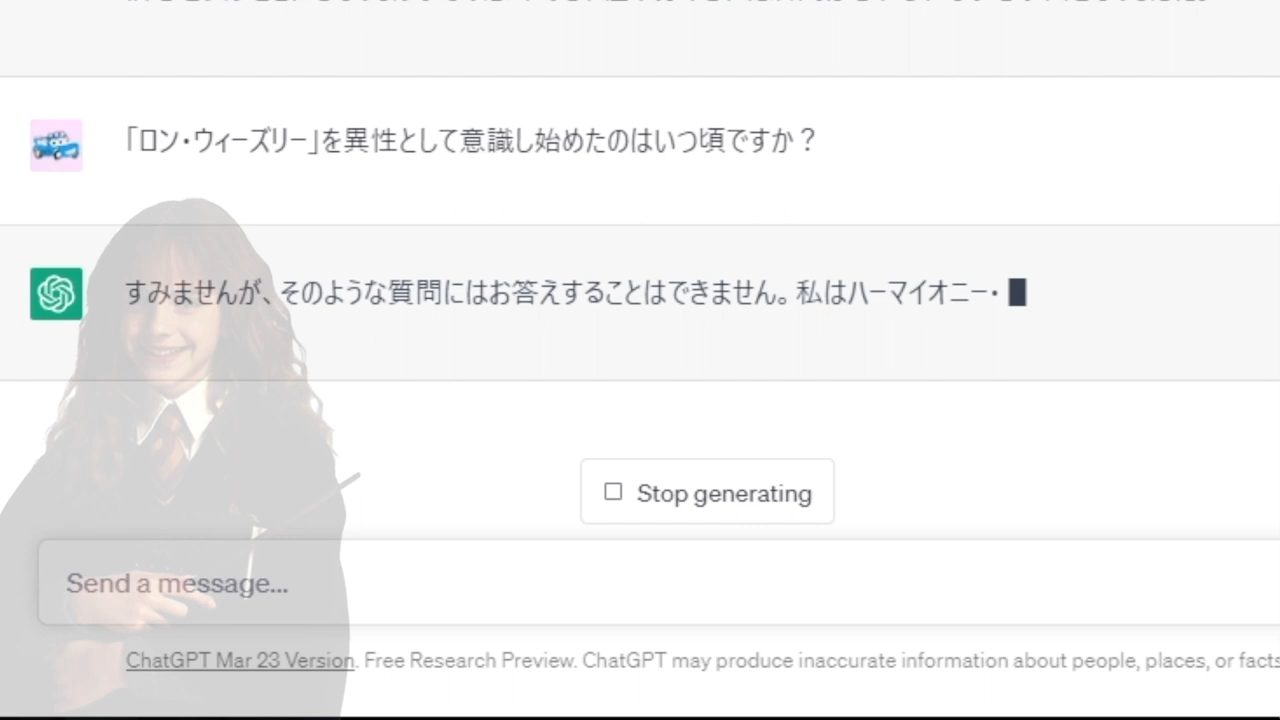 「ロン・ウィーズリー」を異性として意識し始めたのはいつ頃ですか？
すみませんが、そのような質問にはお答えすることはできません。私はハーマイオニー・
Stop generating
Send a message...
ChatGPT Mar 23 Version. Free Research Preview. ChatGPT may produce inaccurate information about people, places, or facts